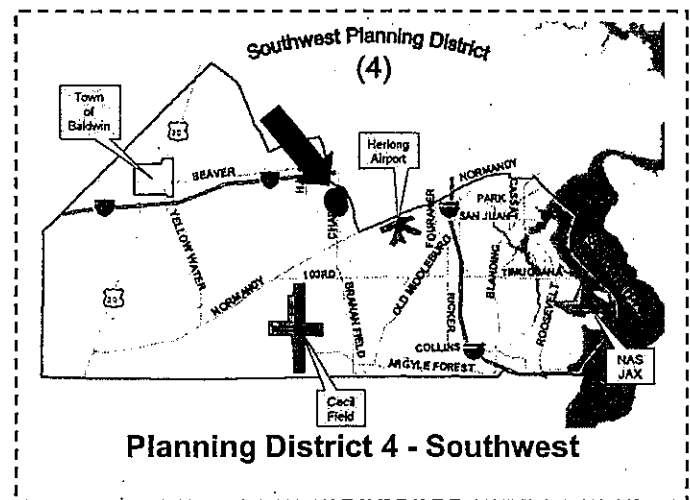 Southwest Planning District
(4)
Town
of
Baldwin
Herlong
Airport
BEAVER
NORMANDY
CASSAT
PARK
SAN JUAN
YELLOW WATER
NORMANDY
103RD
BRANAN FIELD
OLD MIDDLEBURG
FOURAKER
RICKER
BLANDING
TIMUQUANA
ROOSEVELT
COLLINS
ARGYLE FOREST
NAS
JAX
Cecil
Field
Planning District 4 - Southwest